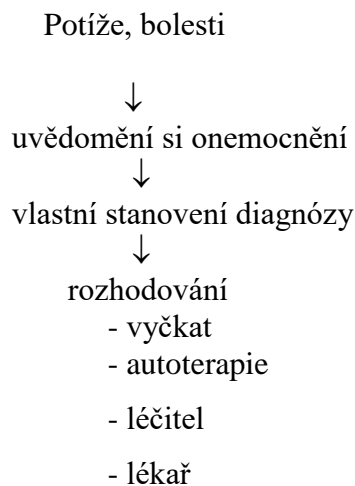 Potíže, bolesti
↓
uvědomění si onemocnění
↓
vlastní stanovení diagnózy
↓
rozhodování
- vyčkat
- autoterapie
- léčitel
- lékař